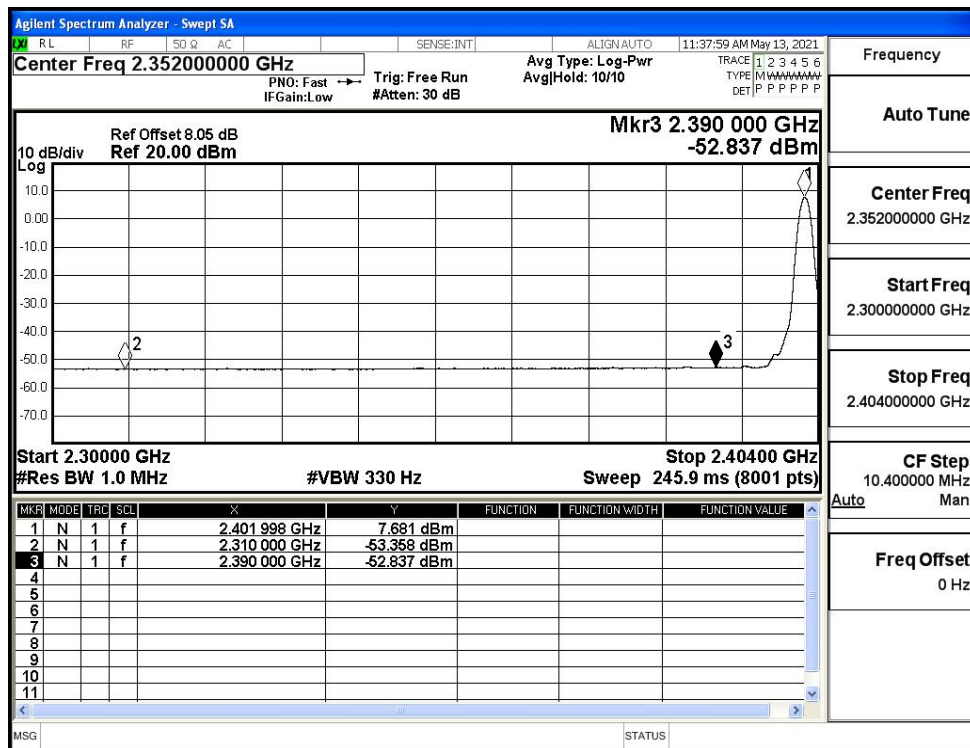 Agilent Spectrum Analyzer - Swept SA
LXI RL RF 50 Ω AC SENSE:INT ALIGNAUTO 11:37:59 AM May 13, 2021
Center Freq 2.352000000 GHz
PNO: Fast
IFGain:Low
Trig: Free Run
#Atten: 30 dB
Avg Type: Log-Pwr
Avg|Hold: 10/10
TRACE 1 2 3 4 5 6
TYPE M W W W W W
DET P P P P P P
Mkr3 2.390 000 GHz
-52.837 dBm
Ref Offset 8.05 dB
10 dB/div Ref 20.00 dBm
Log
10.0
0.00
-10.0
-20.0
-30.0
-40.0
-50.0
-60.0
-70.0
1
2
3
Start 2.30000 GHz Stop 2.40400 GHz
#Res BW 1.0 MHz #VBW 330 Hz Sweep 245.9 ms (8001 pts)
MKR MODE TRC SCL X Y FUNCTION FUNCTION WIDTH FUNCTION VALUE
1 N 1 f 2.401 998 GHz 7.681 dBm
2 N 1 f 2.310 000 GHz -53.358 dBm
3 N 1 f 2.390 000 GHz -52.837 dBm
4
5
6
7
8
9
10
11
MSG STATUS
Frequency
Auto Tune
Center Freq
2.352000000 GHz
Start Freq
2.300000000 GHz
Stop Freq
2.404000000 GHz
CF Step
10.400000 MHz
Auto Man
Freq Offset
0 Hz